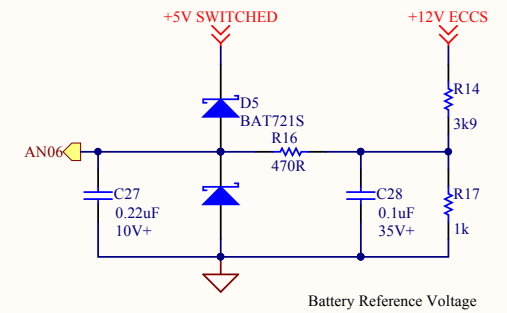 +5V SWITCHED
+12V ECCS
D5
BAT721S
R14
3k9
AN06
R16
470R
C27
0.22uF
10V+
C28
0.1uF
35V+
R17
1k
Battery Reference Voltage